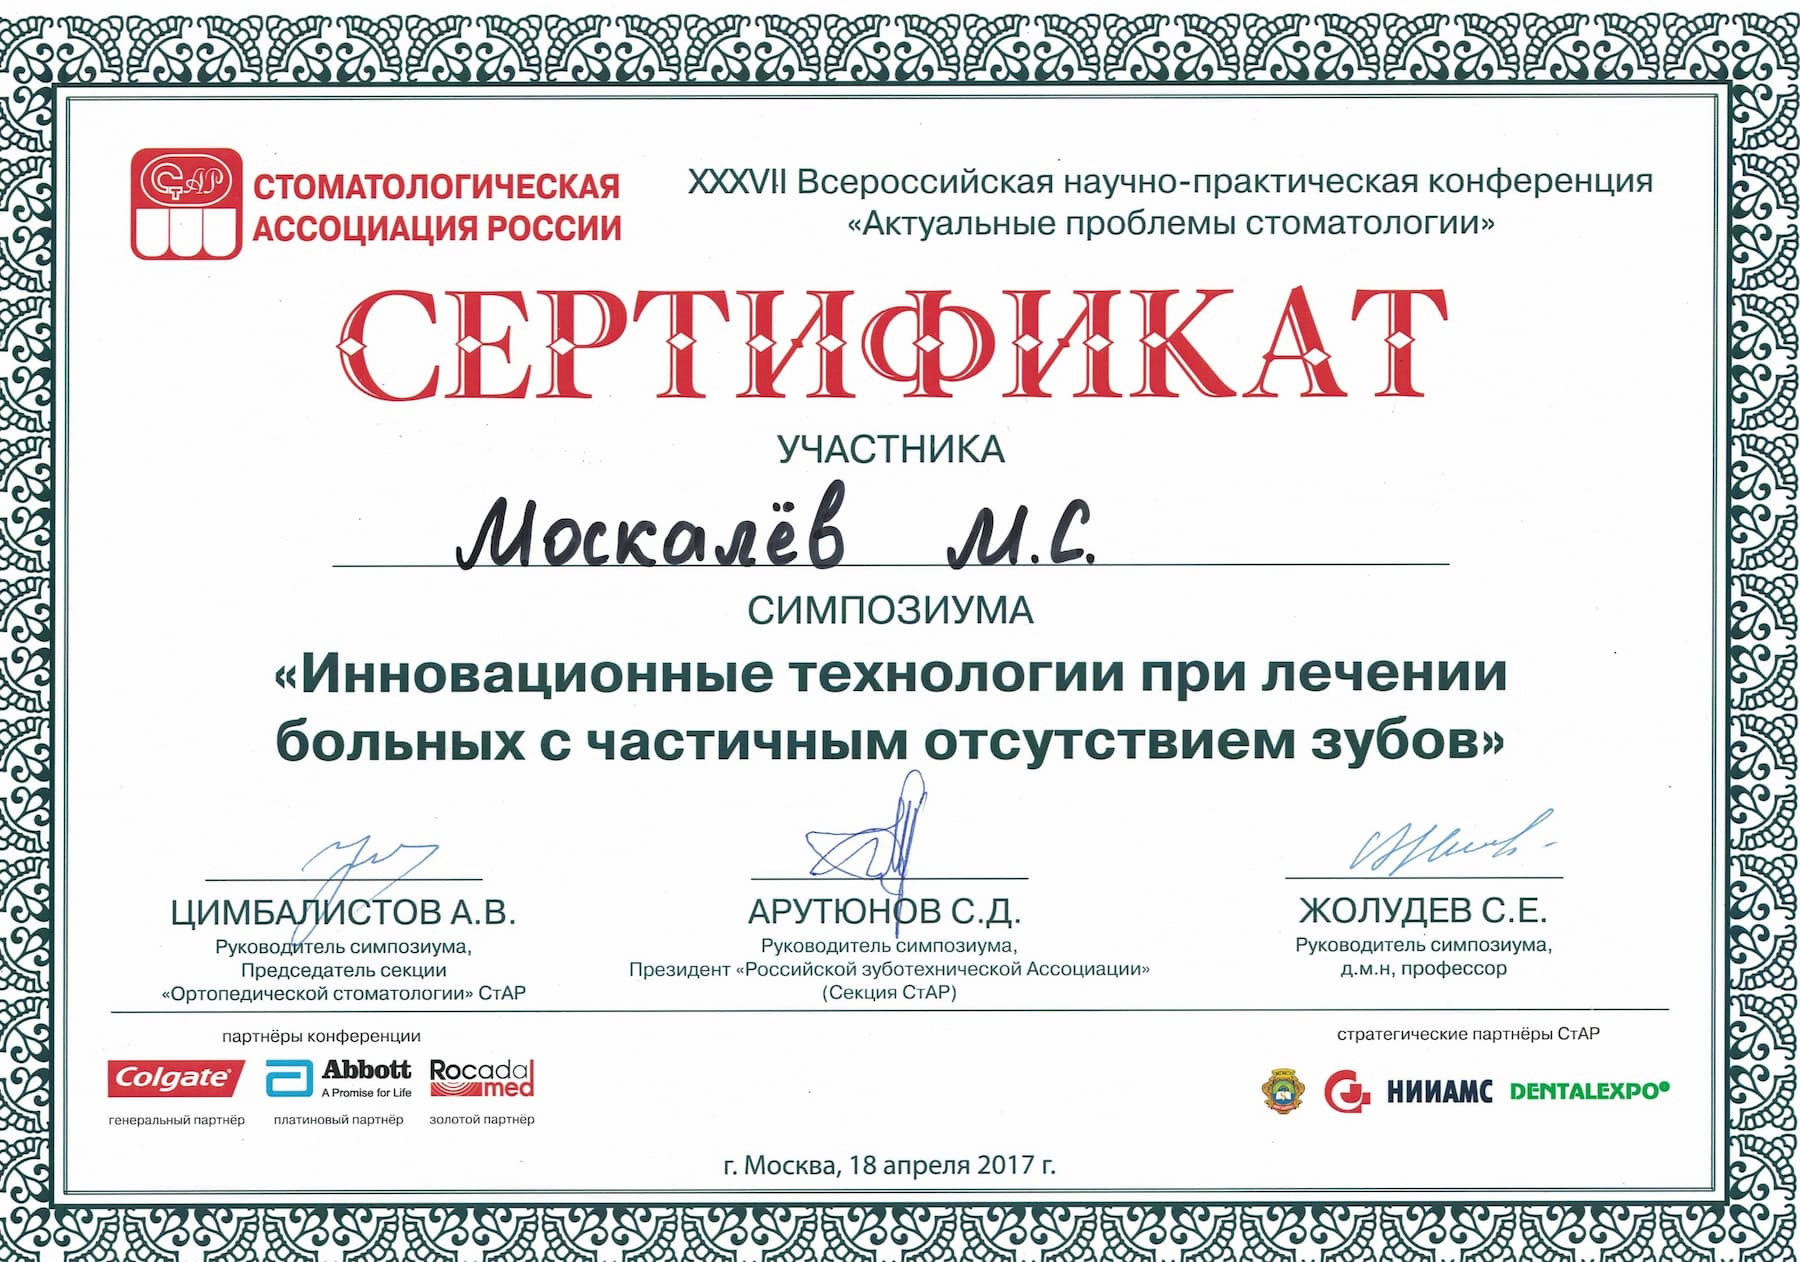 СтАР
СТОМАТОЛОГИЧЕСКАЯ
АССОЦИАЦИЯ РОССИИ
XXXVII Всероссийская научно-практическая конференция
«Актуальные проблемы стоматологии»
СЕРТИФИКАТ
УЧАСТНИКА
Москалёв М.С.
СИМПОЗИУМА
«Инновационные технологии при лечении
больных с частичным отсутствием зубов»
ЦИМБАЛИСТОВ А.В.
Руководитель симпозиума,
Председатель секции
«Ортопедической стоматологии» СтАР
АРУТЮНОВ С.Д.
Руководитель симпозиума,
Президент «Российской зуботехнической Ассоциации»
(Секция СтАР)
ЖОЛУДЕВ С.Е.
Руководитель симпозиума,
д.м.н, профессор
партнёры конференции
Colgate®
генеральный партнёр
Abbott
A Promise for Life
платиновый партнёр
Rocada
med
золотой партнёр
стратегические партнёры СтАР
НИИАМС
DENTALEXPO®
г. Москва, 18 апреля 2017 г.